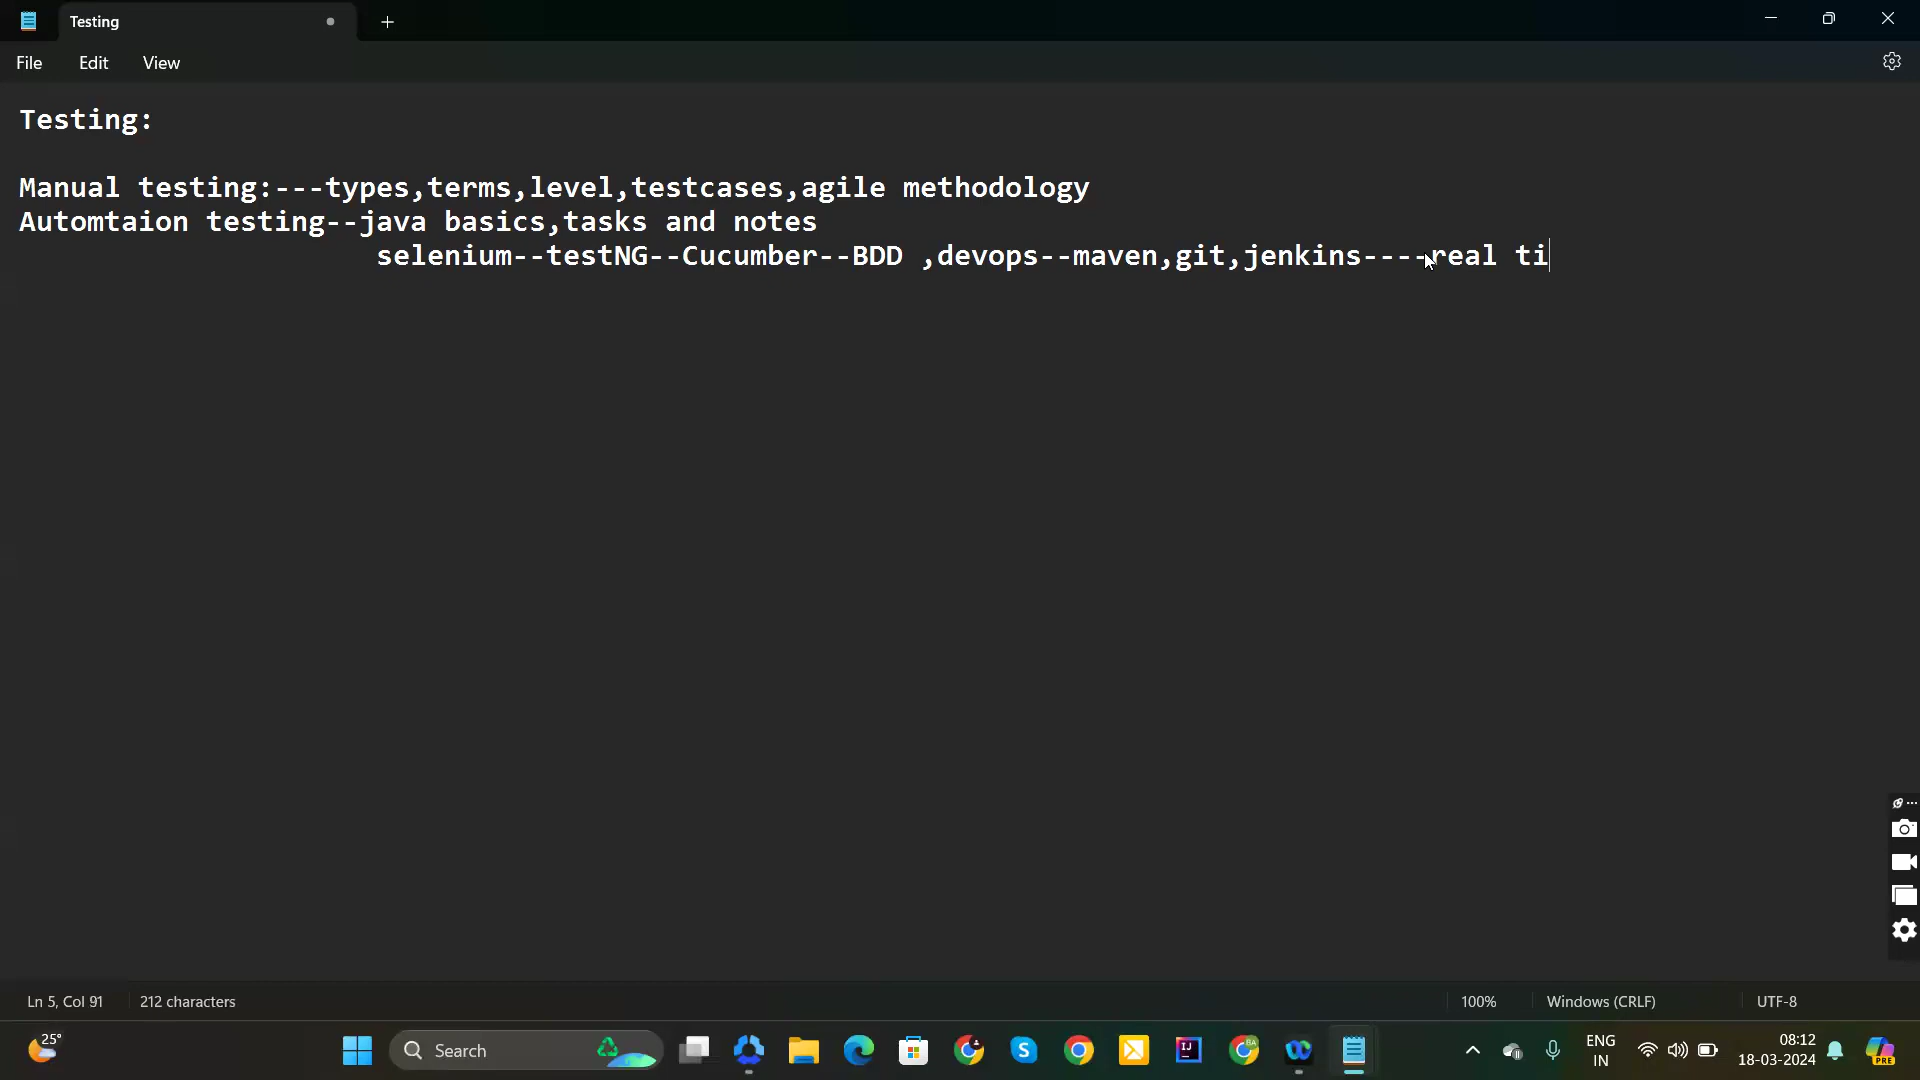 Testing
File Edit View
Testing:
Manual testing:---types,terms,level,testcases,agile methodology
Automtaion testing--java basics,tasks and notes
selenium--testNG--Cucumber--BDD ,devops--maven,git,jenkins----real ti
Ln 5, Col 91 212 characters 100% Windows (CRLF) UTF-8
25° Search ENG IN 08:12 18-03-2024